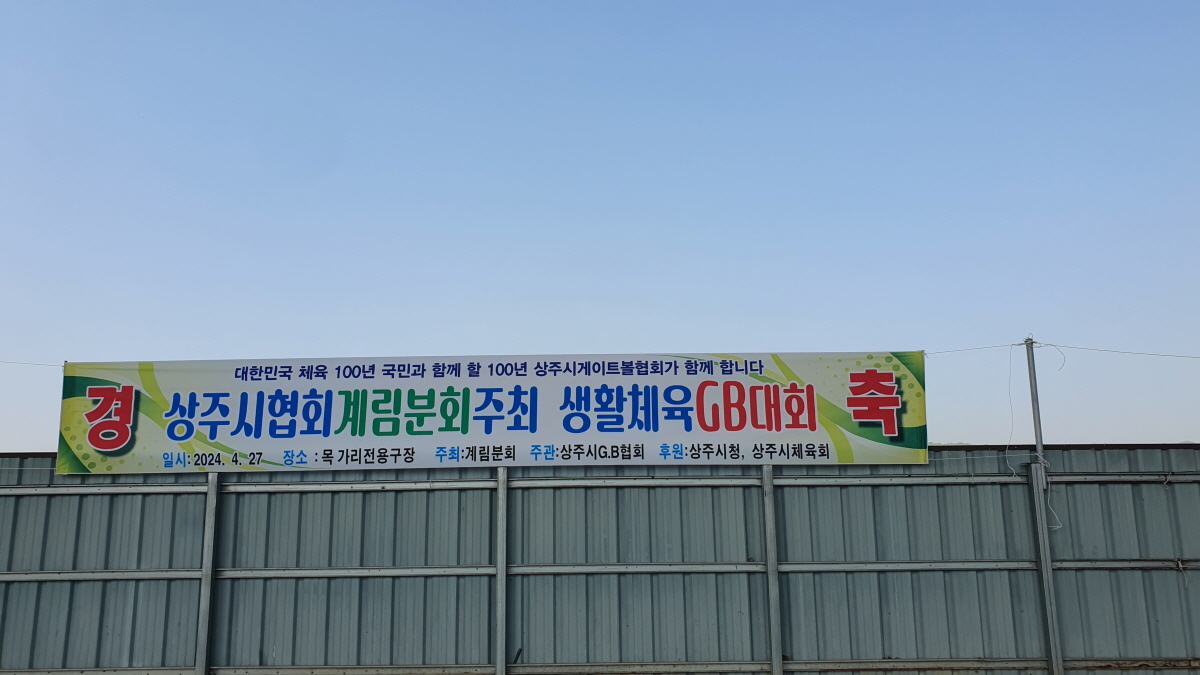 대한민국 체육 100년 국민과 함께 할 100년 상주시게이트볼협회가 함께 합니다
경 상주시협회계림분회주최 생활체육GB대회 축
일시: 2024. 4. 27 장소 : 목 가리전용구장 주최:계림분회 주관:상주시G.B협회 후원:상주시청, 상주시체육회